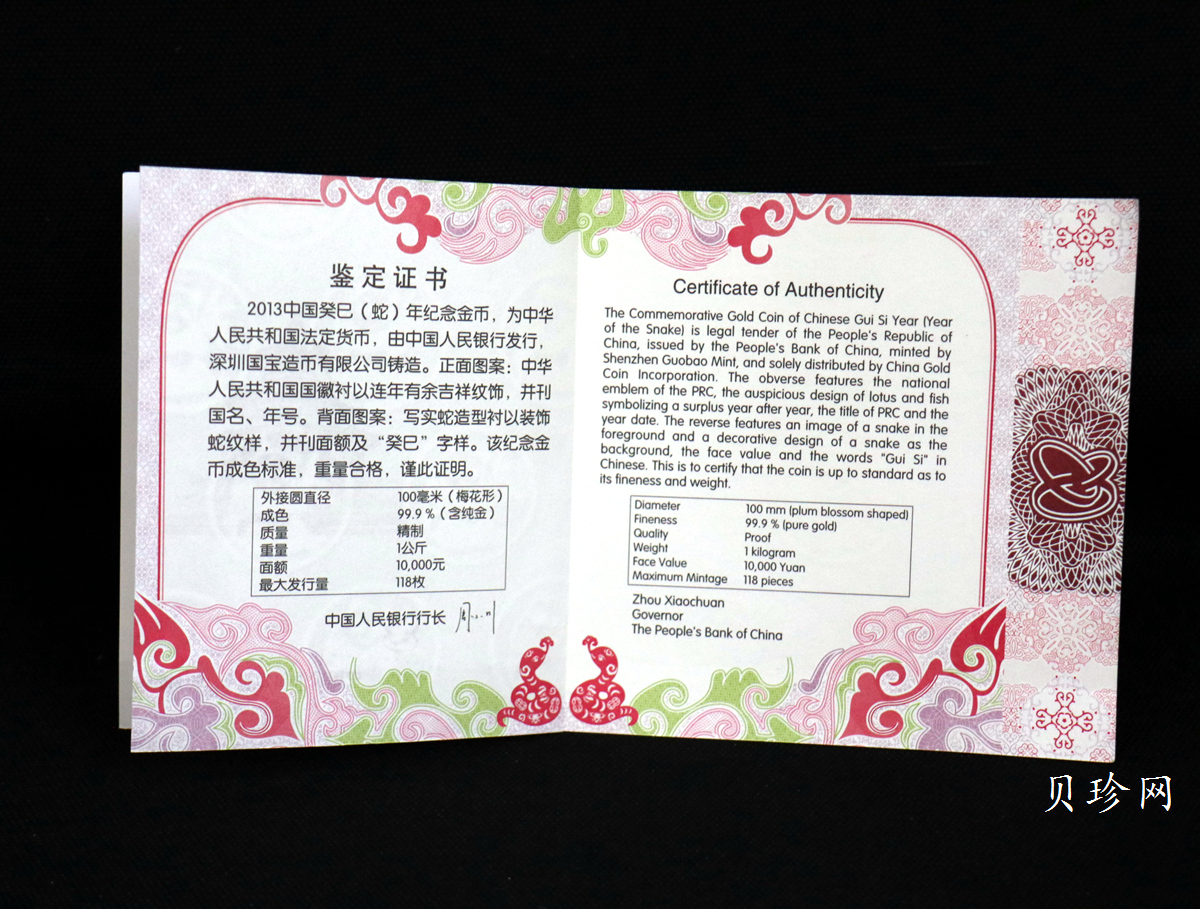 鉴定证书
2013中国癸巳（蛇）年纪念金币，为中华
人民共和国法定货币，由中国人民银行发行，
深圳国宝造币有限公司铸造。正面图案：中华
人民共和国国徽衬以连年有余吉祥纹饰，并刊
国名、年号。背面图案：写实蛇造型衬以装饰
蛇纹样，并刊面额及“癸巳”字样。该纪念金
币成色标准，重量合格，谨此证明。
外接圆直径 100毫米（梅花形）
成色 99.9％（含纯金）
质量 精制
重量 1公斤
面额 10,000元
最大发行量 118枚
中国人民银行行长
Certificate of Authenticity
The Commemorative Gold Coin of Chinese Gui Si Year (Year
of the Snake) is legal tender of the People's Republic of
China, issued by the People's Bank of China, minted by
Shenzhen Guobao Mint, and solely distributed by China Gold
Coin Incorporation. The obverse features the national
emblem of the PRC, the auspicious design of lotus and fish
symbolizing a surplus year after year, the title of PRC and the
year date. The reverse features an image of a snake in the
foreground and a decorative design of a snake as the
background, the face value and the words "Gui Si" in
Chinese. This is to certify that the coin is up to standard as to
its fineness and weight.
Diameter 100 mm (plum blossom shaped)
Fineness 99.9 % (pure gold)
Quality Proof
Weight 1 kilogram
Face Value 10,000 Yuan
Maximum Mintage 118 pieces
Zhou Xiaochuan
Governor
The People's Bank of China
贝珍网